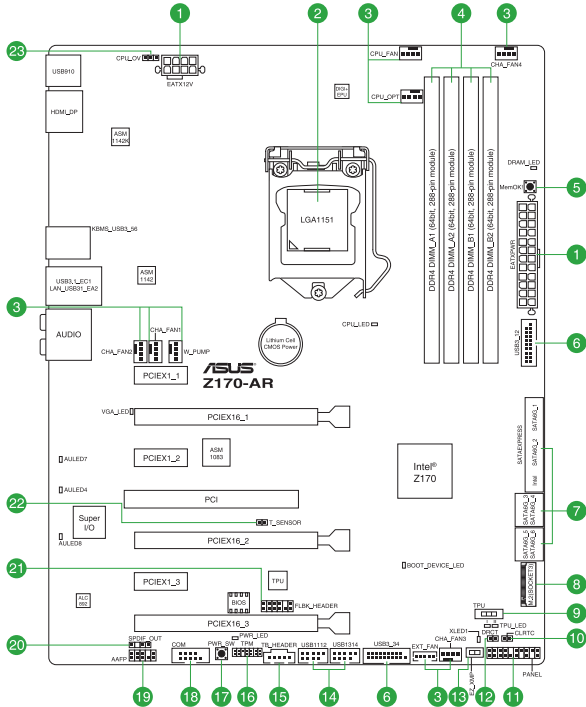 1
2
3
4
3
23
CPU_OV
EATX12V
CPU_FAN
CHA_FAN4
USB910
HDMI_DP
DIGI+
EPU
CPU_OPT
ASM
1142K
DRAM_LED
MemOK!
5
LGA1151
DDR4 DIMM_A1 (64bit, 288-pin module)
DDR4 DIMM_A2 (64bit, 288-pin module)
DDR4 DIMM_B1 (64bit, 288-pin module)
DDR4 DIMM_B2 (64bit, 288-pin module)
EATXPWR
1
KBMS_USB3_56
USB3,1_EC1
LAN_USB31_EA2
ASM
1142
3
AUDIO
CHA_FAN1
CHA_FAN2
W_PUMP
CPU_LED
Lithium Cell
CMOS Power
USB3_12
6
ASUS
Z170-AR
PCIEX1_1
VGA_LED
PCIEX16_1
SATAEXPRESS
SATA6G_1
SATA6G_2
Intel
AULED7
PCIEX1_2
ASM
1083
Intel®
Z170
AULED4
PCI
7
SATA6G_3
SATA6G_4
22
T_SENSOR
Super
I/O
AULED8
PCIEX16_2
SATA6G_5
SATA6G_6
21
BOOT_DEVICE_LED
M.2(SOCKET3)
8
PCIEX1_3
TPU
ALC
892
BIOS
FLBK_HEADER
TPU
9
TPU_LED
PCIEX16_3
20
SPDIF_OUT
AAFP
COM
PWR_LED
PWR_SW
TPM
TB_HEADER
USB1112
USB1314
USB3_34
EXT_FAN
CHA_FAN3
XLED1
DRCT
CLRTC
10
EZ_XMP
PANEL
19
18
17
16
15
14
6
3
13
12
11